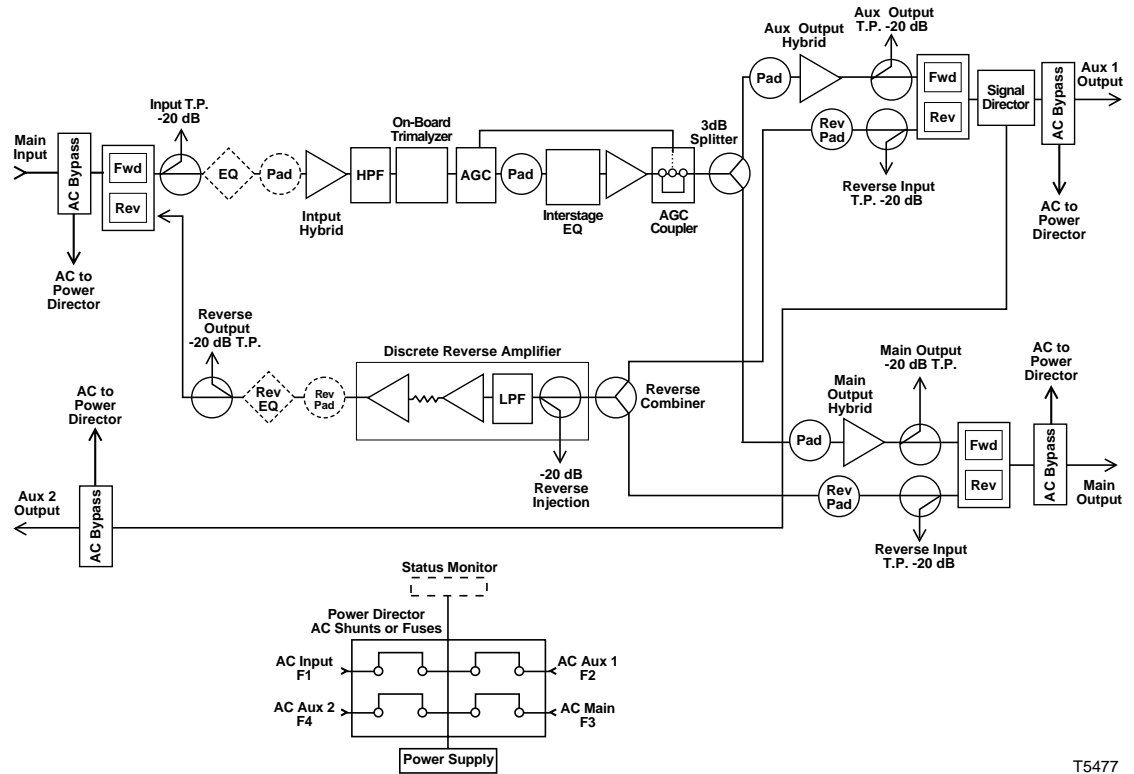 Aux Output
T.P. -20 dB
Aux Output
Hybrid
Pad
Fwd
Rev
Signal
Director
AC Bypass
Aux 1
Output
Rev
Pad
Reverse Input
T.P. -20 dB
AC to
Power
Director
Main
Input
AC Bypass
AC to
Power
Director
Fwd
Rev
Input T.P.
-20 dB
EQ
Pad
Intput
Hybrid
HPF
On-Board
Trimalyzer
AGC
Pad
Interstage
EQ
AGC
Coupler
3dB
Splitter
Reverse
Output
-20 dB T.P.
Rev
EQ
Rev
Pad
Discrete Reverse Amplifier
LPF
-20 dB
Reverse
Injection
Reverse
Combiner
Main Output
-20 dB T.P.
Main
Output
Hybrid
Pad
Fwd
Rev
AC to
Power
Director
AC Bypass
Main
Output
Rev
Pad
Reverse Input
T.P. -20 dB
AC to
Power
Director
Aux 2
Output
AC Bypass
Status Monitor
Power Director
AC Shunts or Fuses
AC Input
F1
AC Aux 1
F2
AC Aux 2
F4
AC Main
F3
Power Supply
T5477